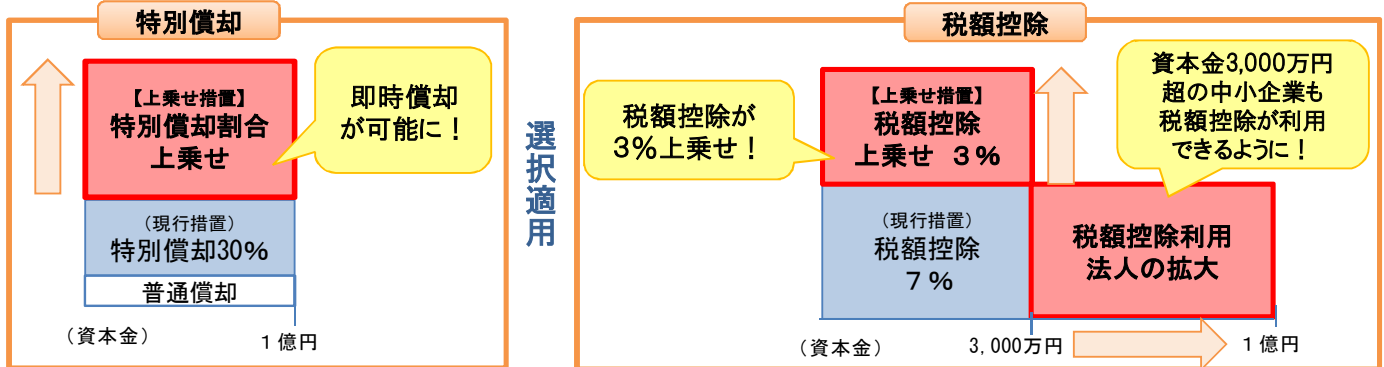 特別償却
【上乗せ措置】
特別償却割合
上乗せ
即時償却
が可能に！
（現行措置）
特別償却30%
普通償却
（資本金）
１億円
選択適用
税額控除
税額控除が
３％上乗せ！
【上乗せ措置】
税額控除
上乗せ ３％
資本金3,000万円
超の中小企業も
税額控除が利用
できるように！
（現行措置）
税額控除
７％
税額控除利用
法人の拡大
（資本金）
3,000万円
１億円